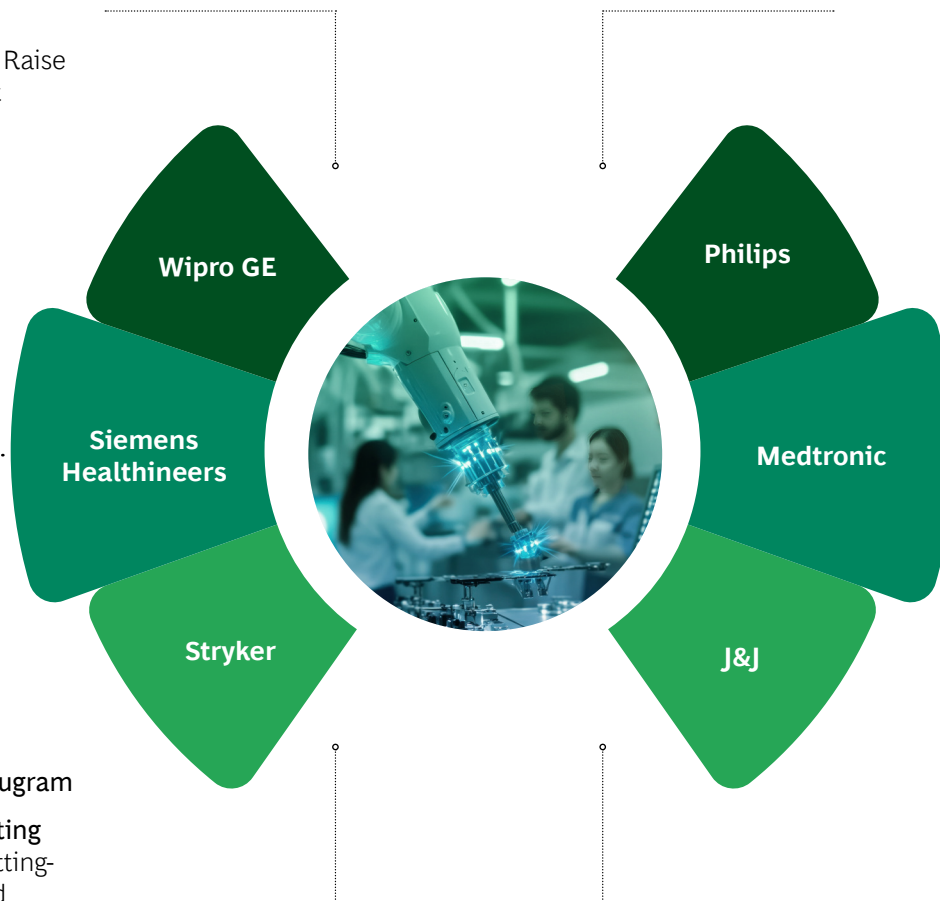 Raise
Wipro GE
Philips
Siemens
Healthineers
Medtronic
Stryker
J&J
ugram
ting
tting-